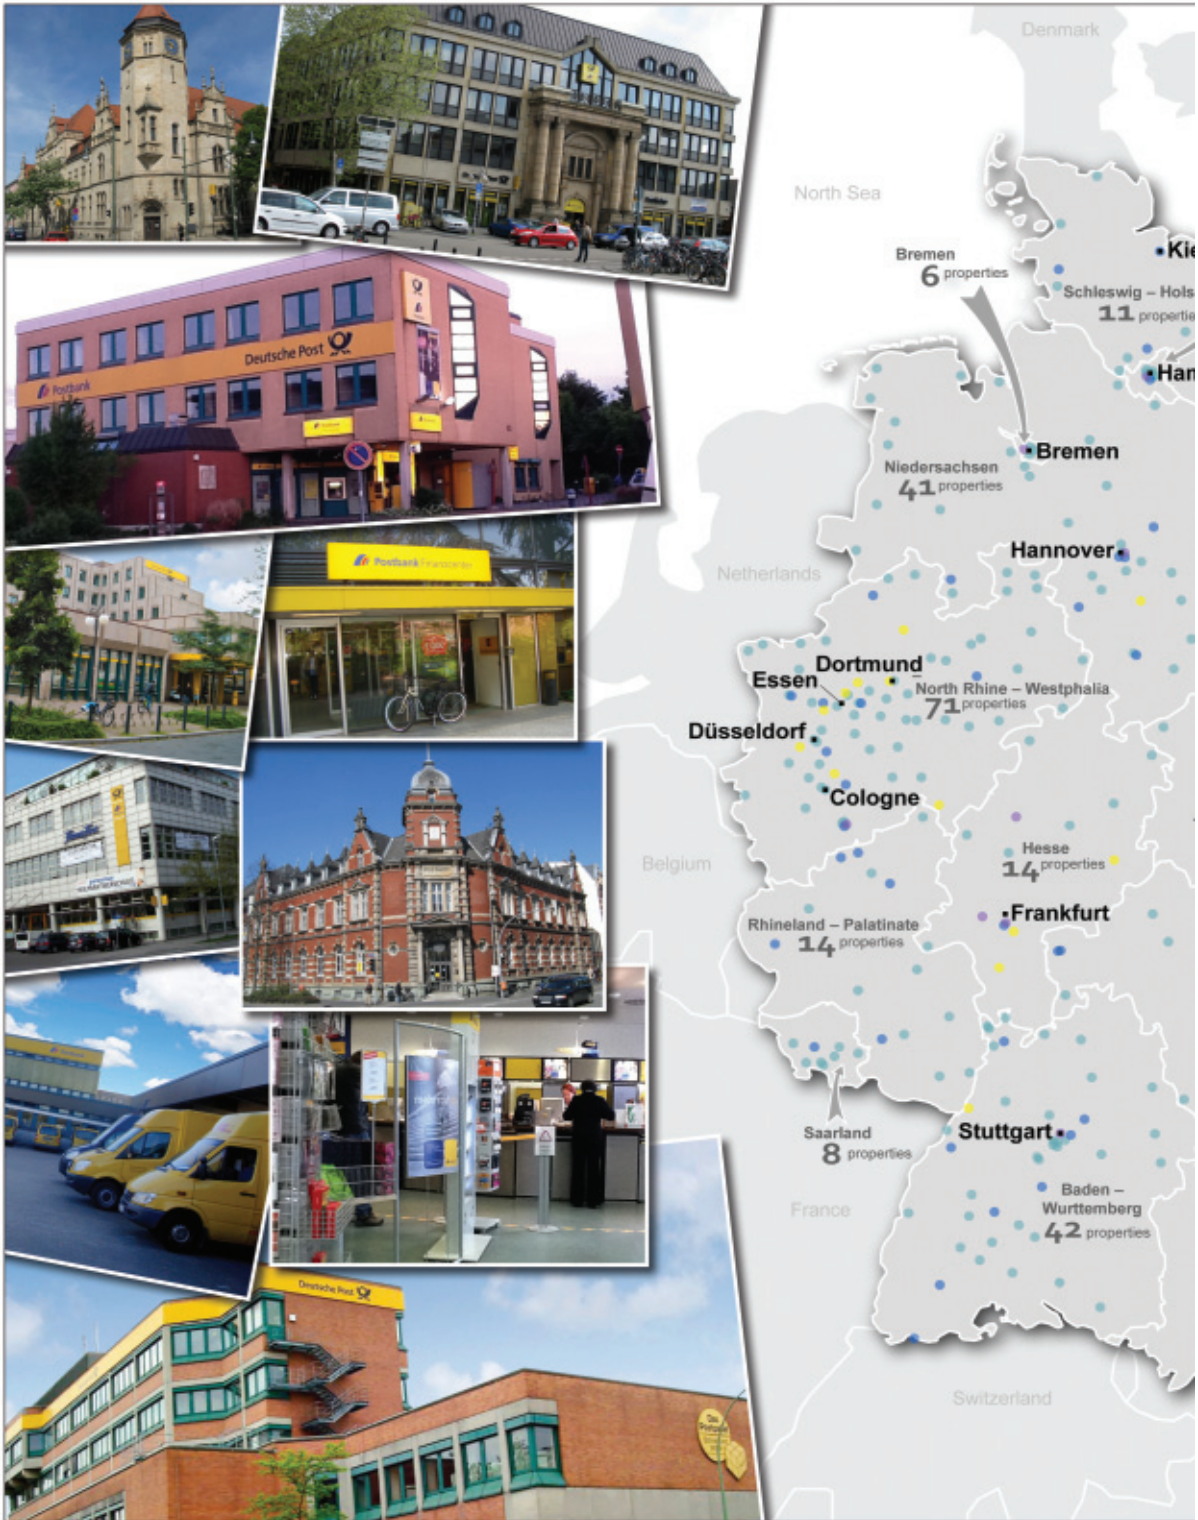 Denmark
North Sea
Bremen
6 properties
Kie
Schleswig – Hols
11 propertie
Han
Bremen
Niedersachsen
41 properties
Hannover
Netherlands
Dortmund
Essen
North Rhine – Westphalia
71 properties
Düsseldorf
Cologne
Belgium
Hesse
14 properties
Frankfurt
Rhineland – Palatinate
14 properties
Saarland
8 properties
Stuttgart
Baden –
Wurttemberg
42 properties
France
Switzerland
Postbank
Deutsche Post
Postbank Finanzcenter
Deutsche Post